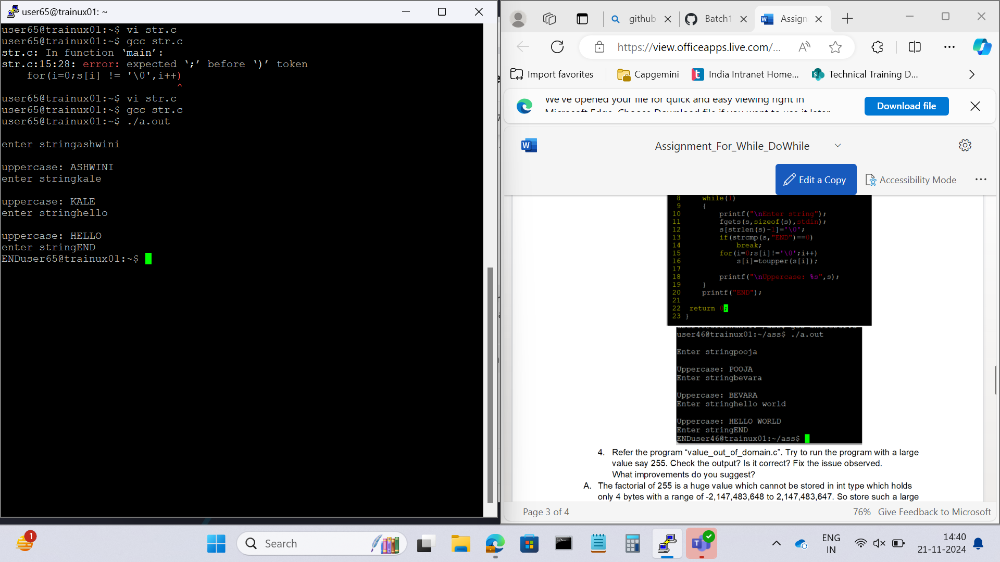 user65@trainux01: ~
user65@trainux01:~$ vi str.c
user65@trainux01:~$ gcc str.c
str.c: In function ‘main’:
str.c:15:28: error: expected ‘;’ before ‘)’ token
for(i=0;s[i] != '\0',i++)
^
user65@trainux01:~$ vi str.c
user65@trainux01:~$ gcc str.c
user65@trainux01:~$ ./a.out
enter stringashwini
uppercase: ASHWINI
enter stringkale
uppercase: KALE
enter stringhello
uppercase: HELLO
enter stringEND
ENDuser65@trainux01:~$
github
Batch1
Assign
https://view.officeapps.live.com/...
Import favorites
Capgemini
India Intranet Home...
Technical Training D...
We've opened your file for quick and easy viewing right in
Microsoft Edge. Choose Download file if you want to use it later.
Download file
Assignment_For_While_DoWhile
Edit a Copy
Accessibility Mode
8 while(1)
9 {
10 printf("\nEnter string");
11 fgets(s,sizeof(s),stdin);
12 s[strlen(s)-1]='\0';
13 if(strcmp(s,"END")==0)
14 break;
15 for(i=0;s[i]!='\0';i++)
16 s[i]=toupper(s[i]);
17
18 printf("\nUppercase: %s",s);
19 }
20 printf("END");
21
22 return 0;
23 }
user46@trainux01:~/ass$ ./a.out
Enter stringpooja
Uppercase: POOJA
Enter stringbevara
Uppercase: BEVARA
Enter stringhello world
Uppercase: HELLO WORLD
Enter stringEND
ENDuser46@trainux01:~/ass$
4. Refer the program “value_out_of_domain.c”. Try to run the program with a large
value say 255. Check the output? Is it correct? Fix the issue observed.
What improvements do you suggest?
A. The factorial of 255 is a huge value which cannot be stored in int type which holds
only 4 bytes with a range of -2,147,483,648 to 2,147,483,647. So store such a large
Page 3 of 4
76%
Give Feedback to Microsoft
1
Search
ENG
IN
14:40
21-11-2024